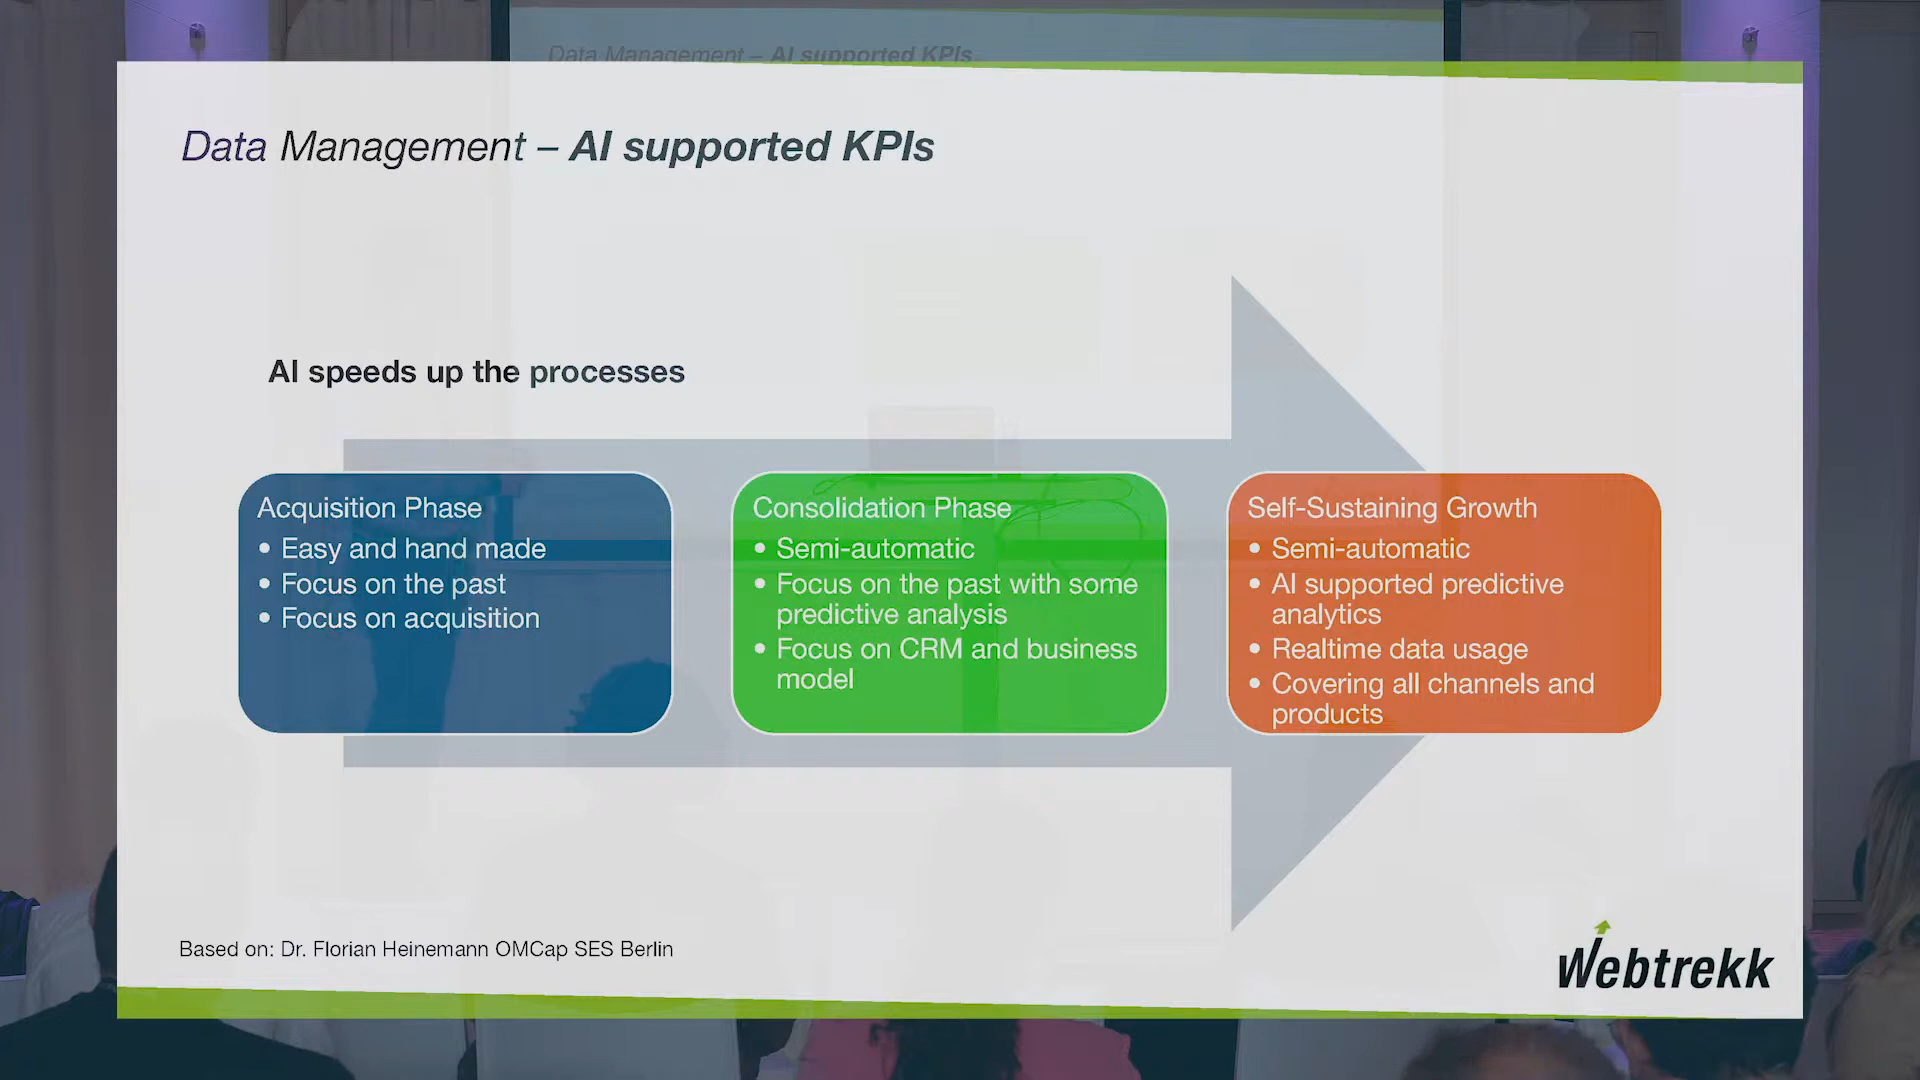 Data Management – AI supported KPIs
Data Management – AI supported KPIs
AI speeds up the processes
Acquisition Phase
• Easy and hand made
• Focus on the past
• Focus on acquisition
Consolidation Phase
• Semi-automatic
• Focus on the past with some
predictive analysis
• Focus on CRM and business
model
Self-Sustaining Growth
• Semi-automatic
• AI supported predictive
analytics
• Realtime data usage
• Covering all channels and
products
Based on: Dr. Florian Heinemann OMCap SES Berlin
Webtrekk